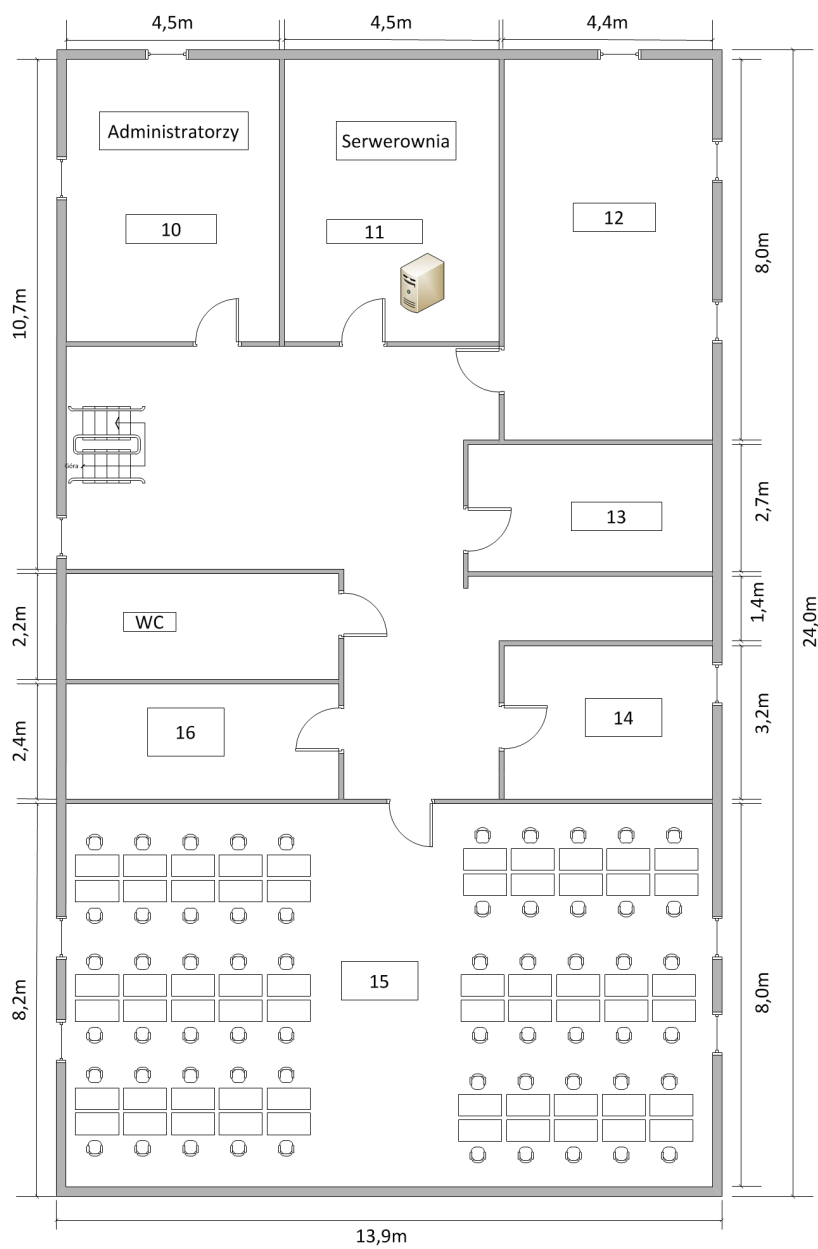 4,5m
4,5m
4,4m
Administratorzy
Serwerownia
10
11
12
8,0m
10,7m
Góra
13
2,7m
1,4m
24,0m
2,2m
WC
14
3,2m
16
2,4m
15
8,2m
8,0m
13,9m